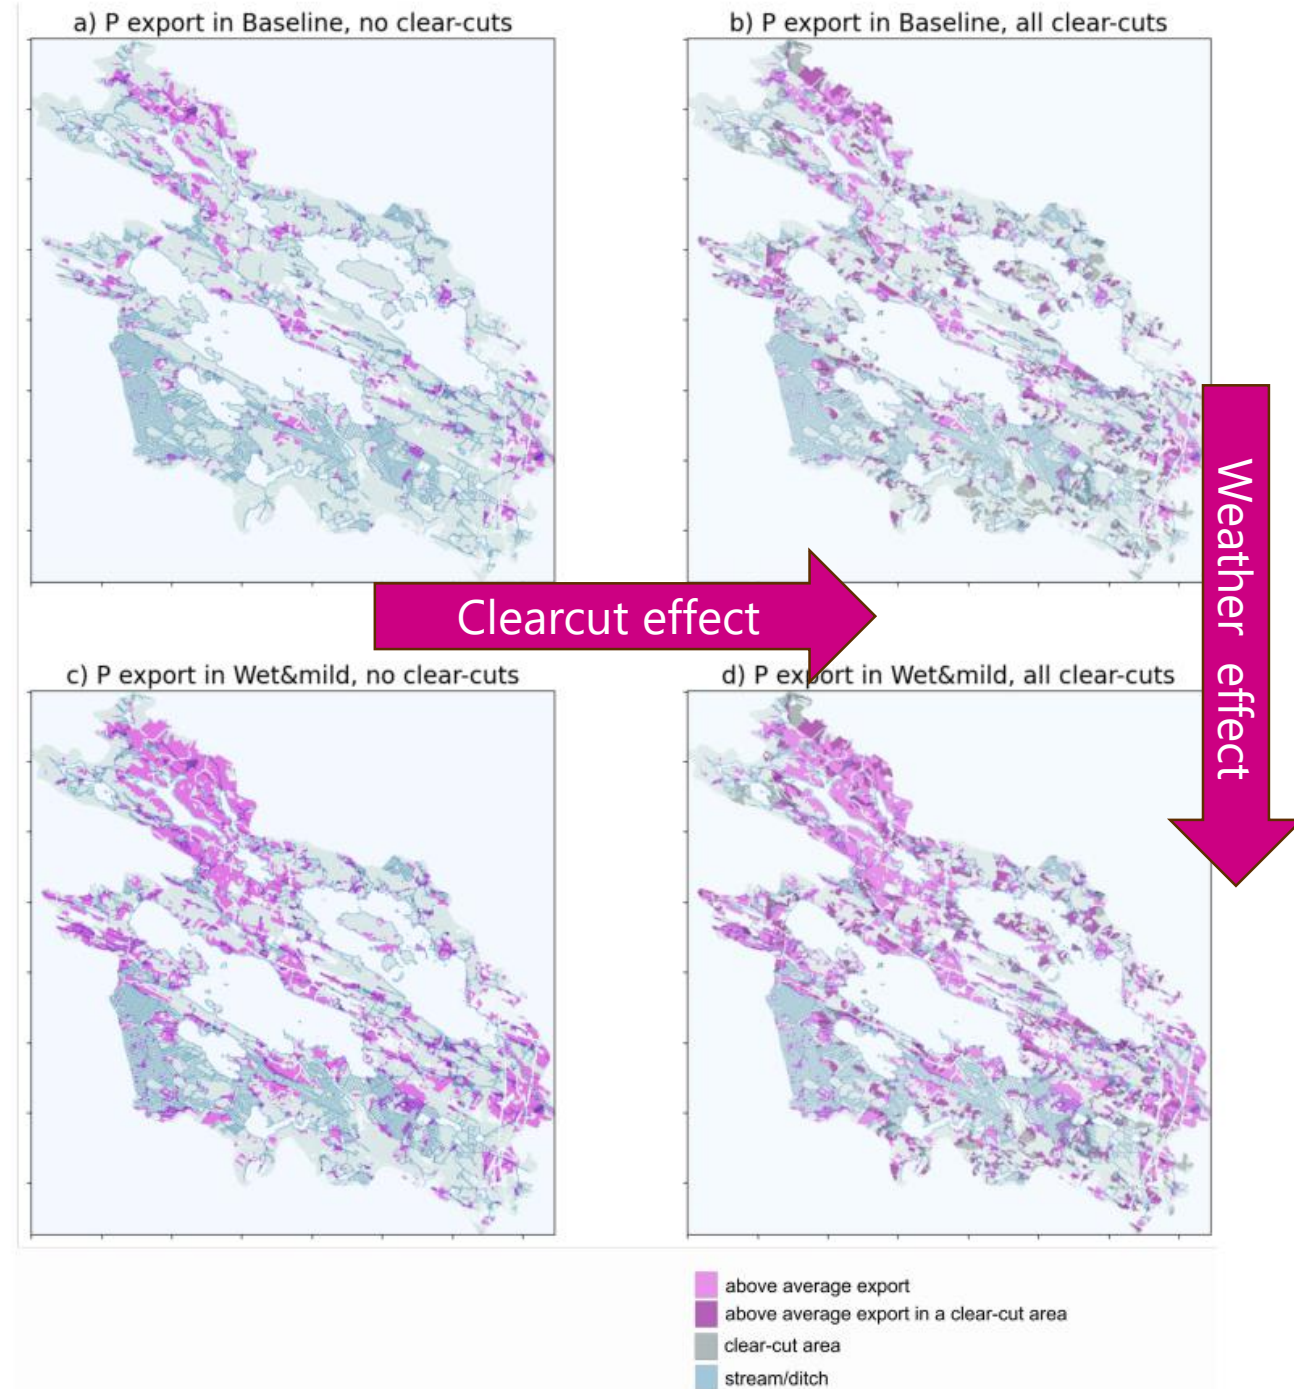 a) P export in Baseline, no clear-cuts
b) P export in Baseline, all clear-cuts
Clearcut effect
Weather effect
c) P export in Wet&mild, no clear-cuts
d) P export in Wet&mild, all clear-cuts
above average export
above average export in a clear-cut area
clear-cut area
stream/ditch